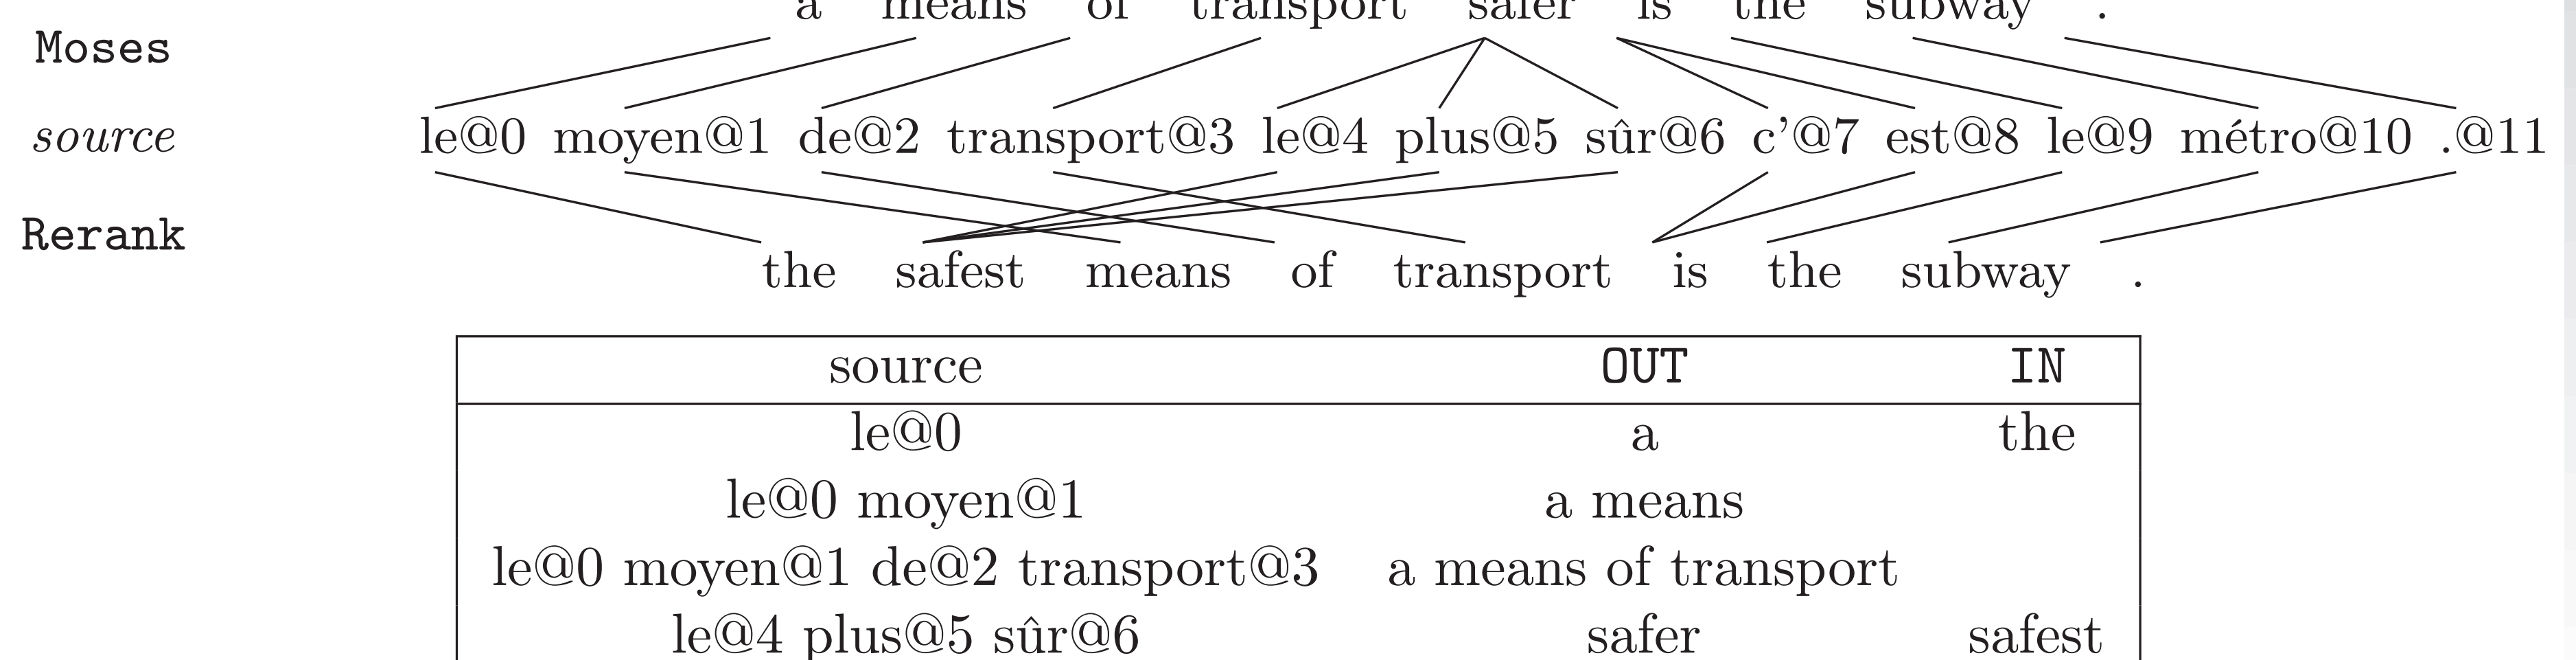 a means of transport safer is the subway .
Moses
source le@0 moyen@1 de@2 transport@3 le@4 plus@5 sûr@6 c'@7 est@8 le@9 métro@10 .@11
Rerank
the safest means of transport is the subway .
source OUT IN
le@0 a the
le@0 moyen@1 a means
le@0 moyen@1 de@2 transport@3 a means of transport
le@4 plus@5 sûr@6 safer safest